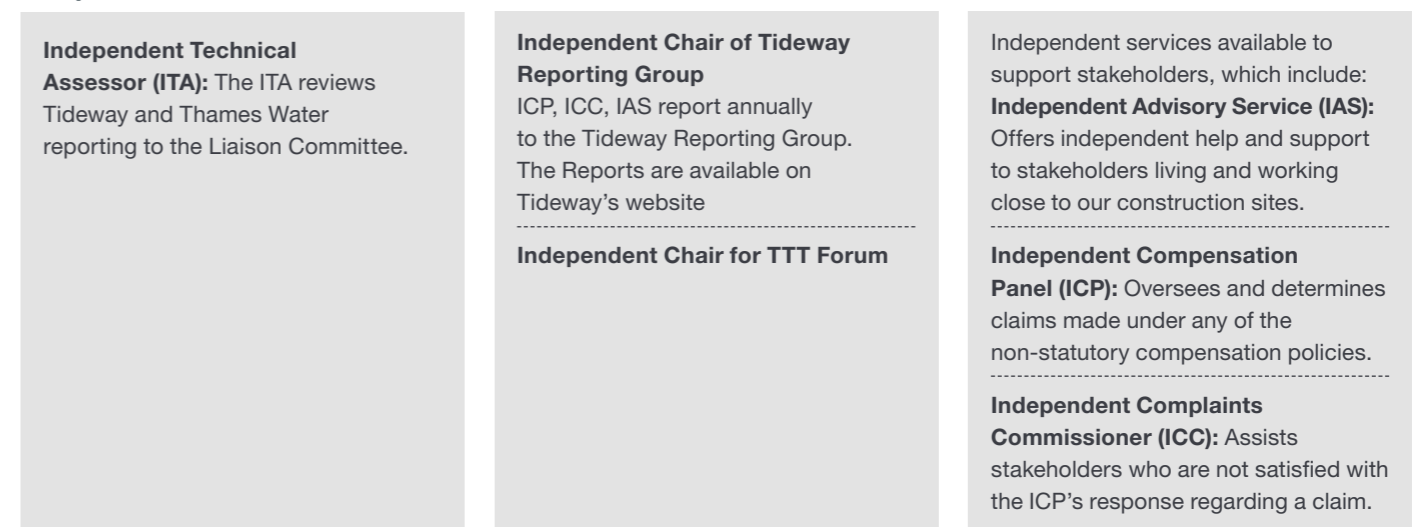 Independent Technical
Assessor (ITA): The ITA reviews
Tideway and Thames Water
reporting to the Liaison Committee.
Independent Chair of Tideway
Reporting Group
ICP, ICC, IAS report annually
to the Tideway Reporting Group.
The Reports are available on
Tideway’s website
Independent Chair for TTT Forum
Independent services available to
support stakeholders, which include:
Independent Advisory Service (IAS):
Offers independent help and support
to stakeholders living and working
close to our construction sites.
Independent Compensation
Panel (ICP): Oversees and determines
claims made under any of the
non-statutory compensation policies.
Independent Complaints
Commissioner (ICC): Assists
stakeholders who are not satisfied with
the ICP’s response regarding a claim.